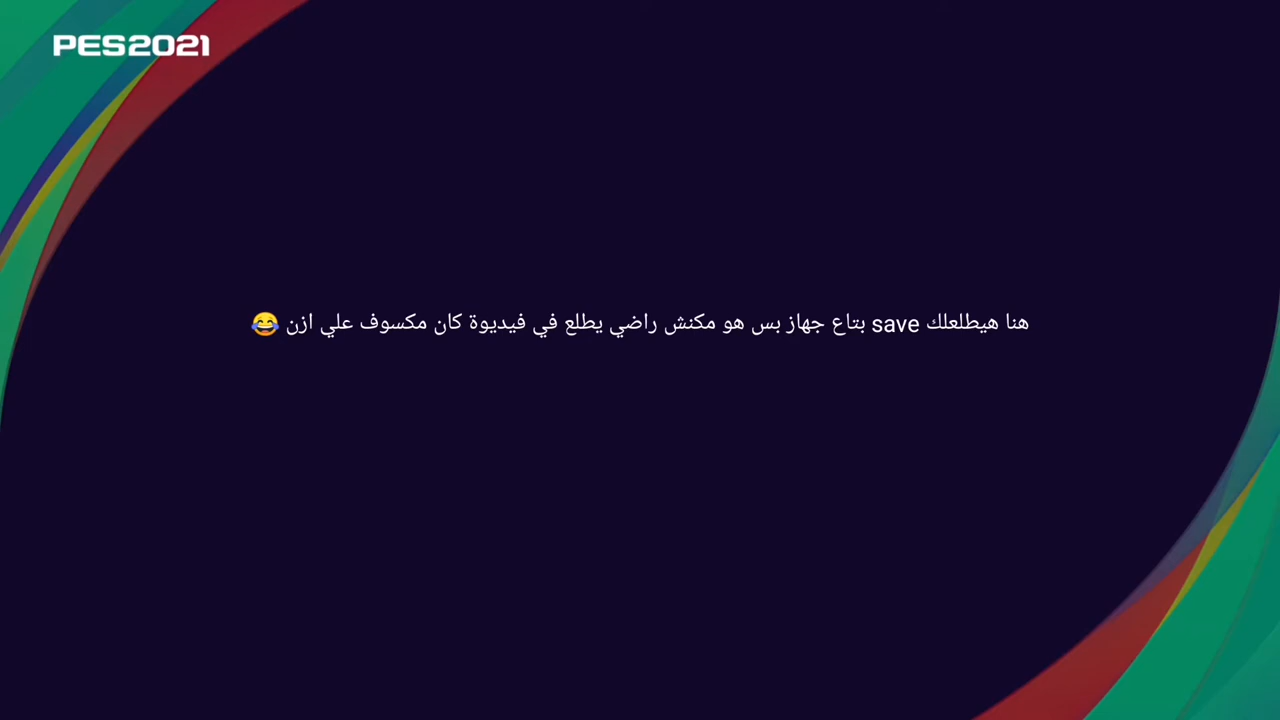 PES2021
هنا هيطلعلك save بتاع جهاز بس هو مكنش راضي يطلع في فيديوة كان مكسوف علي ازن 😂